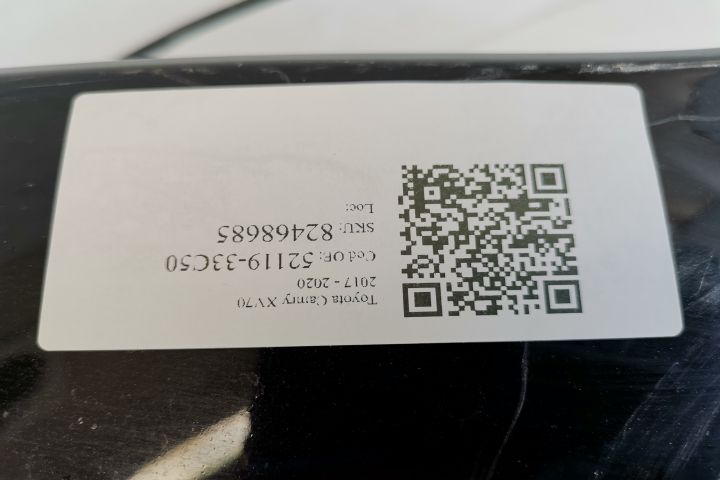 Toyota Camry XV70
2017 - 2020
Cod OE: 52119-33C50
SKU: 82468685
Loc: